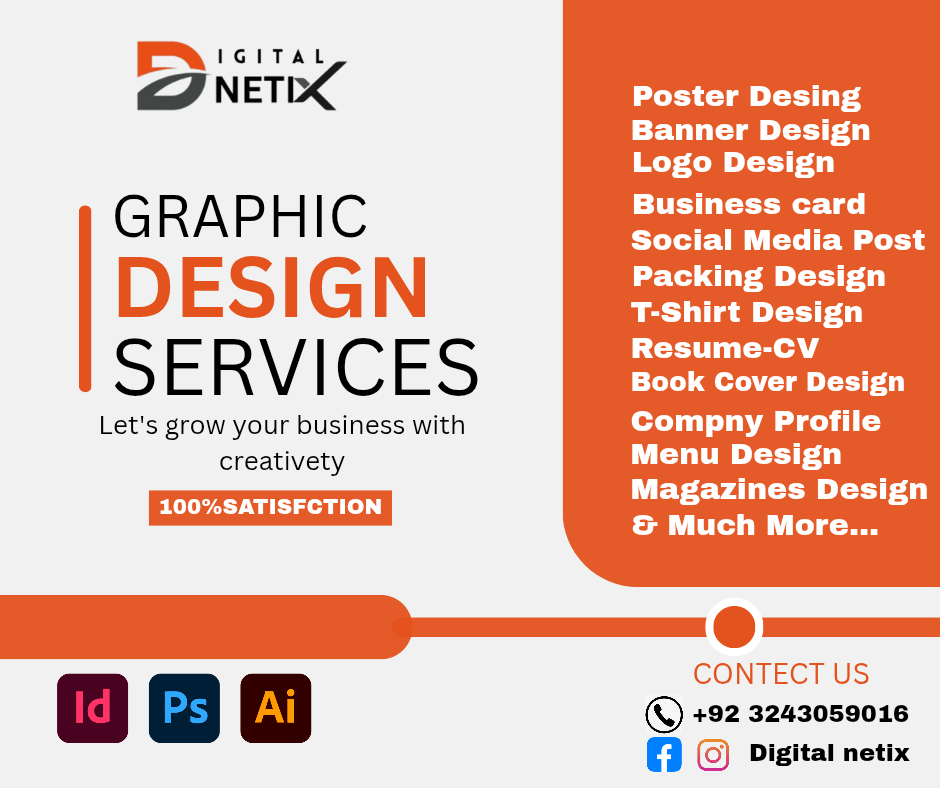 DIGITAL
NETIX
GRAPHIC
DESIGN
SERVICES
Let's grow your business with
creativety
100%SATISFCTION
Poster Desing
Banner Design
Logo Design
Business card
Social Media Post
Packing Design
T-Shirt Design
Resume-CV
Book Cover Design
Compny Profile
Menu Design
Magazines Design
& Much More...
Id Ps Ai
CONTECT US
+92 3243059016
Digital netix